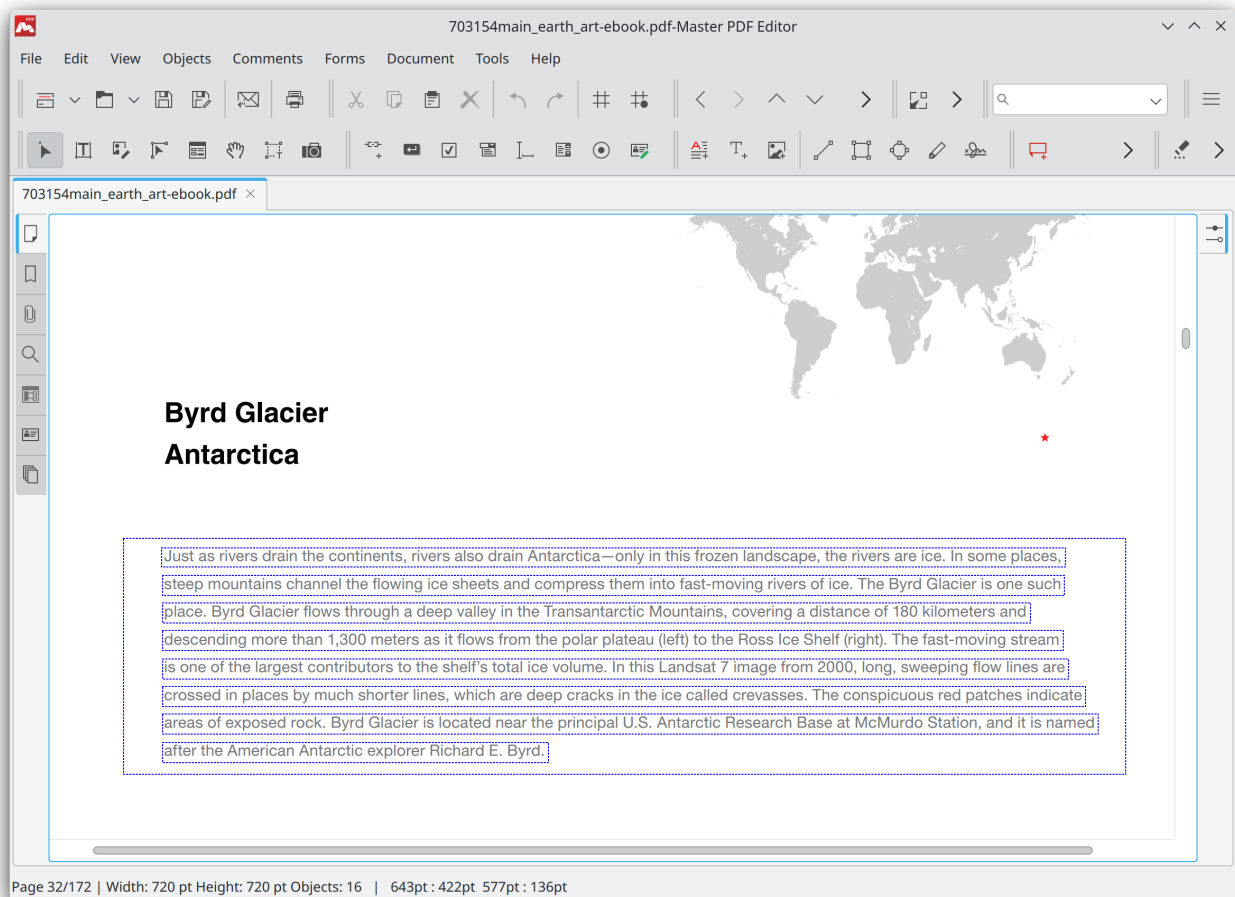 PDF
703154main_earth_art-ebook.pdf-Master PDF Editor
File Edit View Objects Comments Forms Document Tools Help
703154main_earth_art-ebook.pdf
Byrd Glacier
Antarctica
Just as rivers drain the continents, rivers also drain Antarctica—only in this frozen landscape, the rivers are ice. In some places,
steep mountains channel the flowing ice sheets and compress them into fast-moving rivers of ice. The Byrd Glacier is one such
place. Byrd Glacier flows through a deep valley in the Transantarctic Mountains, covering a distance of 180 kilometers and
descending more than 1,300 meters as it flows from the polar plateau (left) to the Ross Ice Shelf (right). The fast-moving stream
is one of the largest contributors to the shelf’s total ice volume. In this Landsat 7 image from 2000, long, sweeping flow lines are
crossed in places by much shorter lines, which are deep cracks in the ice called crevasses. The conspicuous red patches indicate
areas of exposed rock. Byrd Glacier is located near the principal U.S. Antarctic Research Base at McMurdo Station, and it is named
after the American Antarctic explorer Richard E. Byrd.
Page 32/172 | Width: 720 pt Height: 720 pt Objects: 16 | 643pt : 422pt 577pt : 136pt